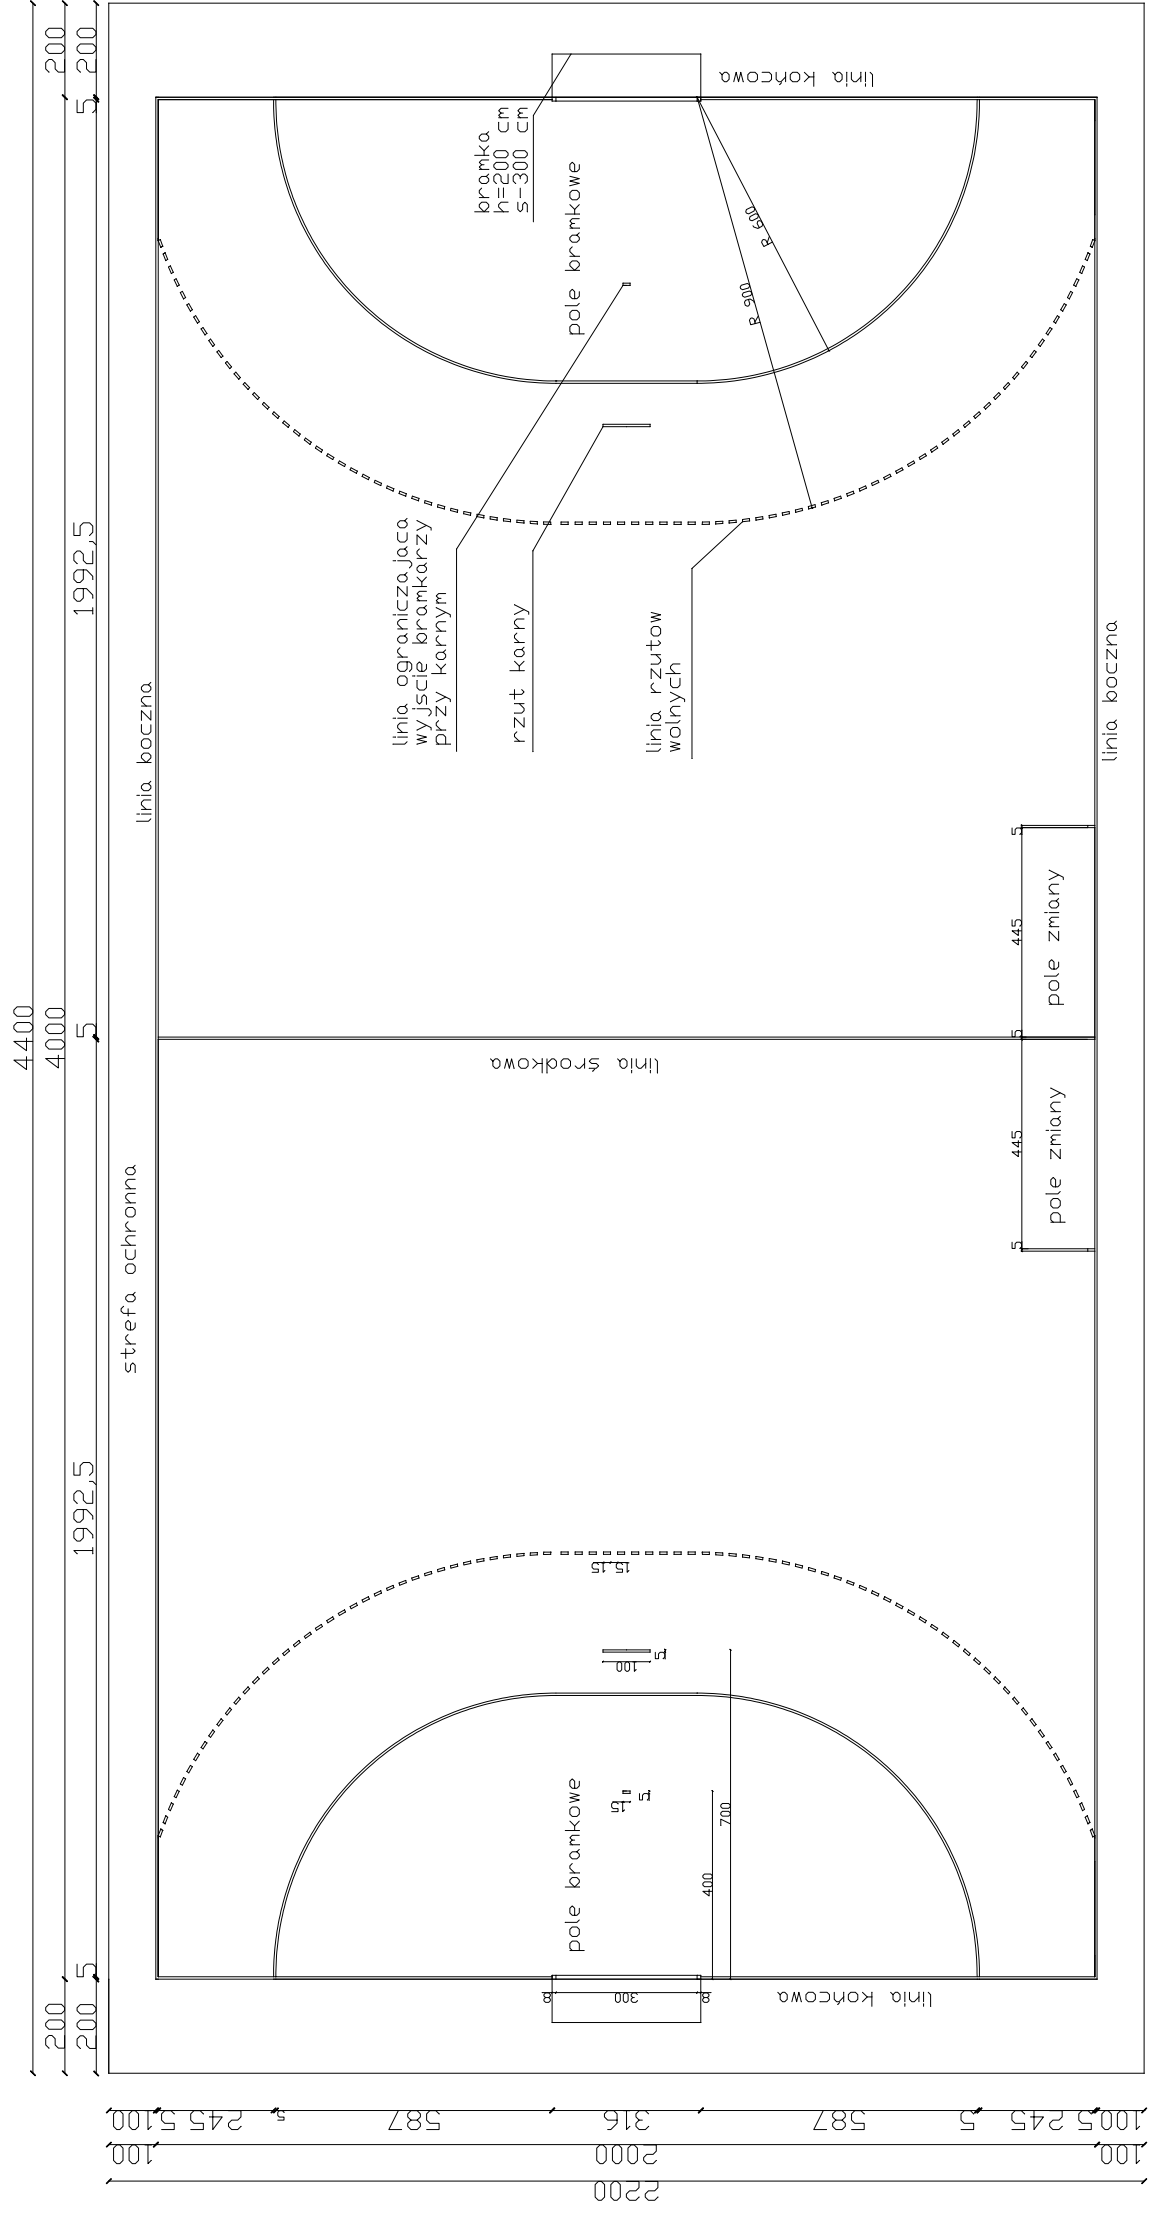 4400
200
4000
200
200
5
1992,5
5
1992,5
5
200
linia końcowa
bramka
h=200 cm
s-300 cm
pole bramkowe
R 600
R 900
linia ograniczajaca
wyjscie bramkarzy
przy karnym
rzut karny
linia rzutow
wolnych
linia boczna
linia boczna
5
445
5
pole zmiany
linia środkowa
445
5
pole zmiany
strefa ochronna
15
15
100
5
15
5
700
400
pole bramkowe
8
300
8
linia końcowa
100
5
245
5
587
316
587
5
245
5
100
100
2000
100
2200